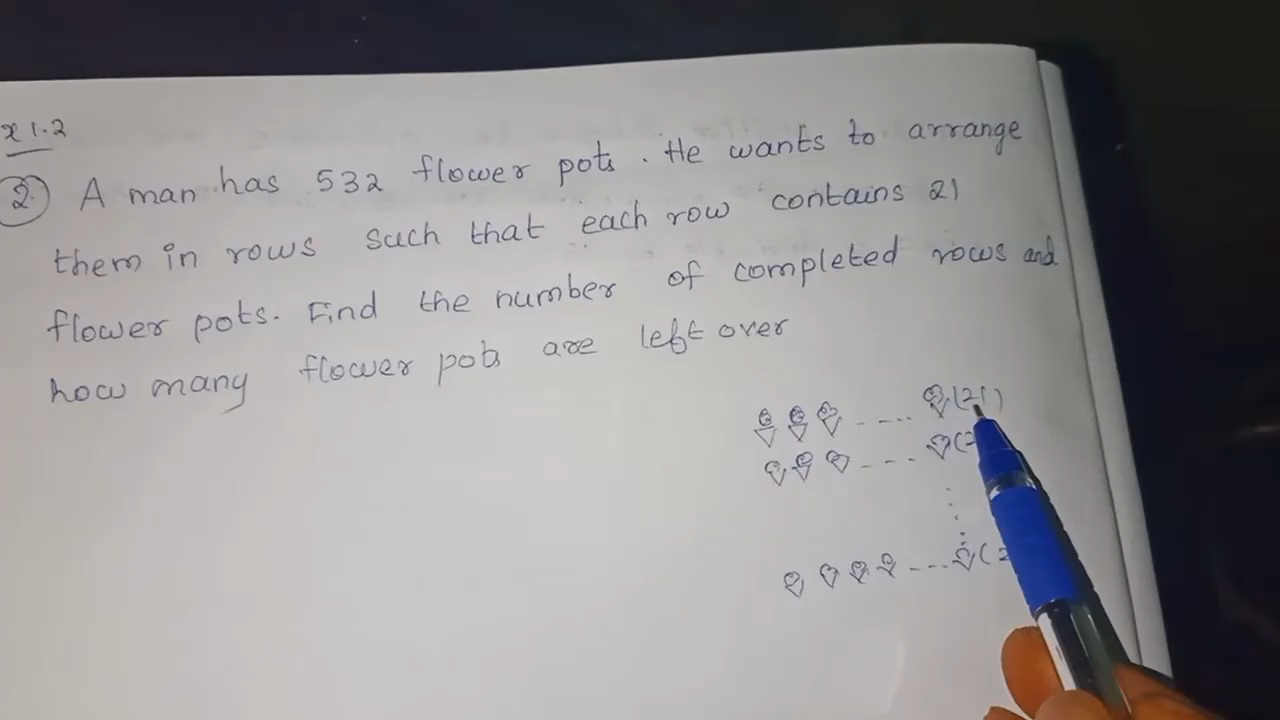 x 1.2
2. A man has 532 flower pots. He wants to arrange
them in rows such that each row contains 21
flower pots. Find the number of completed rows and
how many flower pots are left over
(21)
(2
(2